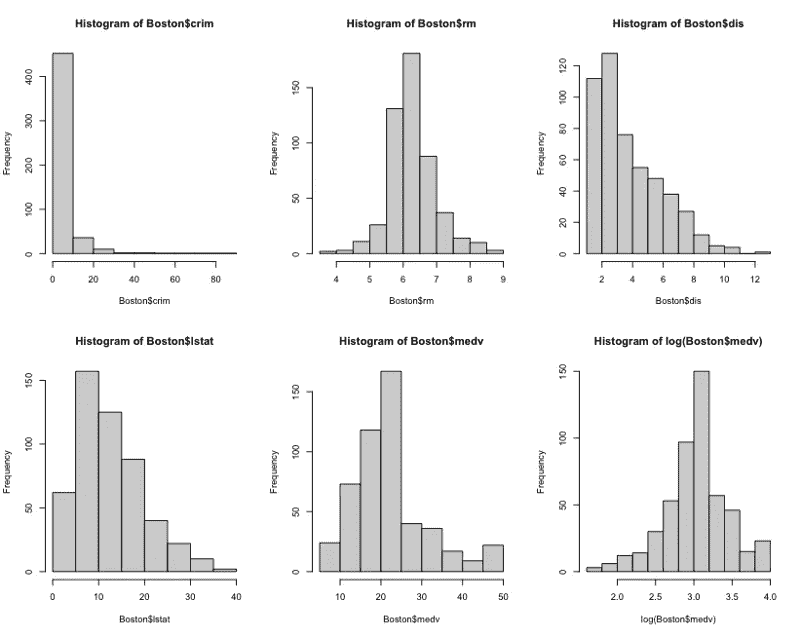 Histogram of Boston$crim
Frequency
0 100 200 300 400
0 20 40 60 80
Boston$crim
Histogram of Boston$rm
Frequency
0 50 100 150
4 5 6 7 8 9
Boston$rm
Histogram of Boston$dis
Frequency
0 20 40 60 80 100 120
2 4 6 8 10 12
Boston$dis
Histogram of Boston$lstat
Frequency
0 50 100 150
0 10 20 30 40
Boston$lstat
Histogram of Boston$medv
Frequency
0 50 100 150
10 20 30 40 50
Boston$medv
Histogram of log(Boston$medv)
Frequency
0 50 100 150
2.0 2.5 3.0 3.5 4.0
log(Boston$medv)